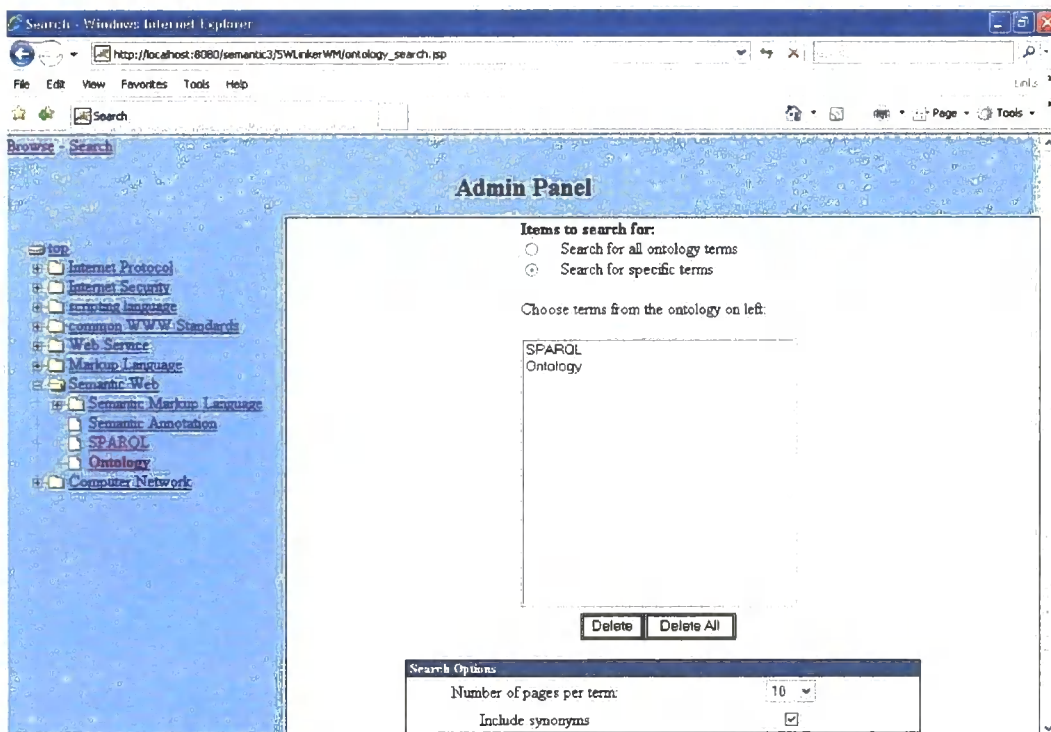 Search - Windows Internet Explorer
http://localhost:8080/semantic3/SWLinkerWM/ontology_search.jsp
File Edit View Favorites Tools Help
Links
Search
Page Tools
Browse - Search
Admin Panel
top
Internet Protocol
Internet Security
scripting language
common WWW Standards
Web Service
Markup Language
Semantic Web
Semantic Markup Language
Semantic Annotation
SPARQL
Ontology
Computer Network
Items to search for:
Search for all ontology terms
Search for specific terms
Choose terms from the ontology on left:
SPARQL
Ontology
Delete Delete All
Search Options
Number of pages per term: 10
Include synonyms